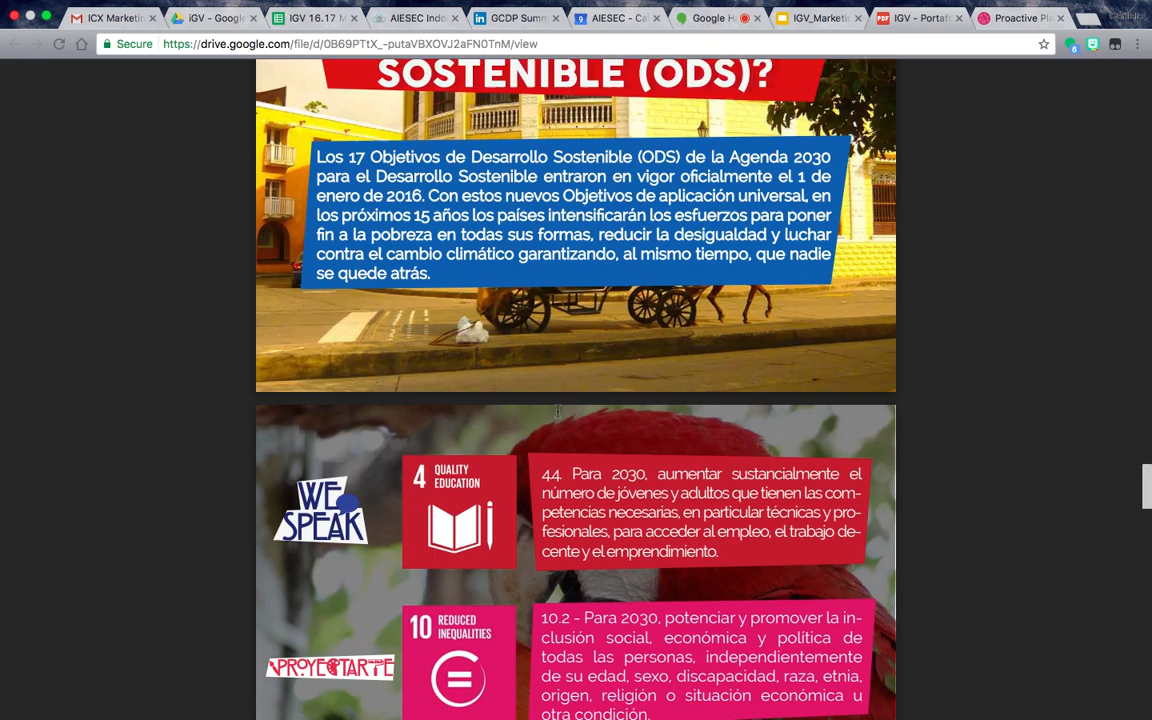 ICX Marketin
iGV - Google
IGV 16.17 M
AIESEC Indo
GCDP Summ
AIESEC - Ca
Google Ha
IGV_Marketin
IGV - Portafo
Proactive Pla
Secure
https://drive.google.com/file/d/0B69PTtX_-putaVBXOVJ2aFN0TnM/view
SOSTENIBLE (ODS)?
Los 17 Objetivos de Desarrollo Sostenible (ODS) de la Agenda 2030
para el Desarrollo Sostenible entraron en vigor oficialmente el 1 de
enero de 2016. Con estos nuevos Objetivos de aplicación universal, en
los próximos 15 años los países intensificarán los esfuerzos para poner
fin a la pobreza en todas sus formas, reducir la desigualdad y luchar
contra el cambio climático garantizando, al mismo tiempo, que nadie
se quede atrás.
WE
SPEAK
4 QUALITY
EDUCATION
4.4. Para 2030, aumentar sustancialmente el
número de jóvenes y adultos que tienen las com-
petencias necesarias, en particular técnicas y pro-
fesionales, para acceder al empleo, el trabajo de-
cente y el emprendimiento.
PROYECTARTE
10 REDUCED
INEQUALITIES
10.2 - Para 2030, potenciar y promover la in-
clusión social, económica y política de
todas las personas, independientemente
de su edad, sexo, discapacidad, raza, etnia,
origen, religión o situación económica u
otra condición.